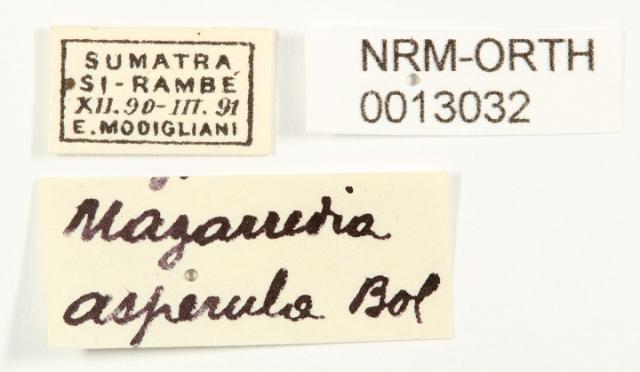 SUMATRA
SI-RAMBÉ
XII.90-III.91
E. MODIGLIANI
NRM-ORTH
0013032
Mazarredia
asperula Bol